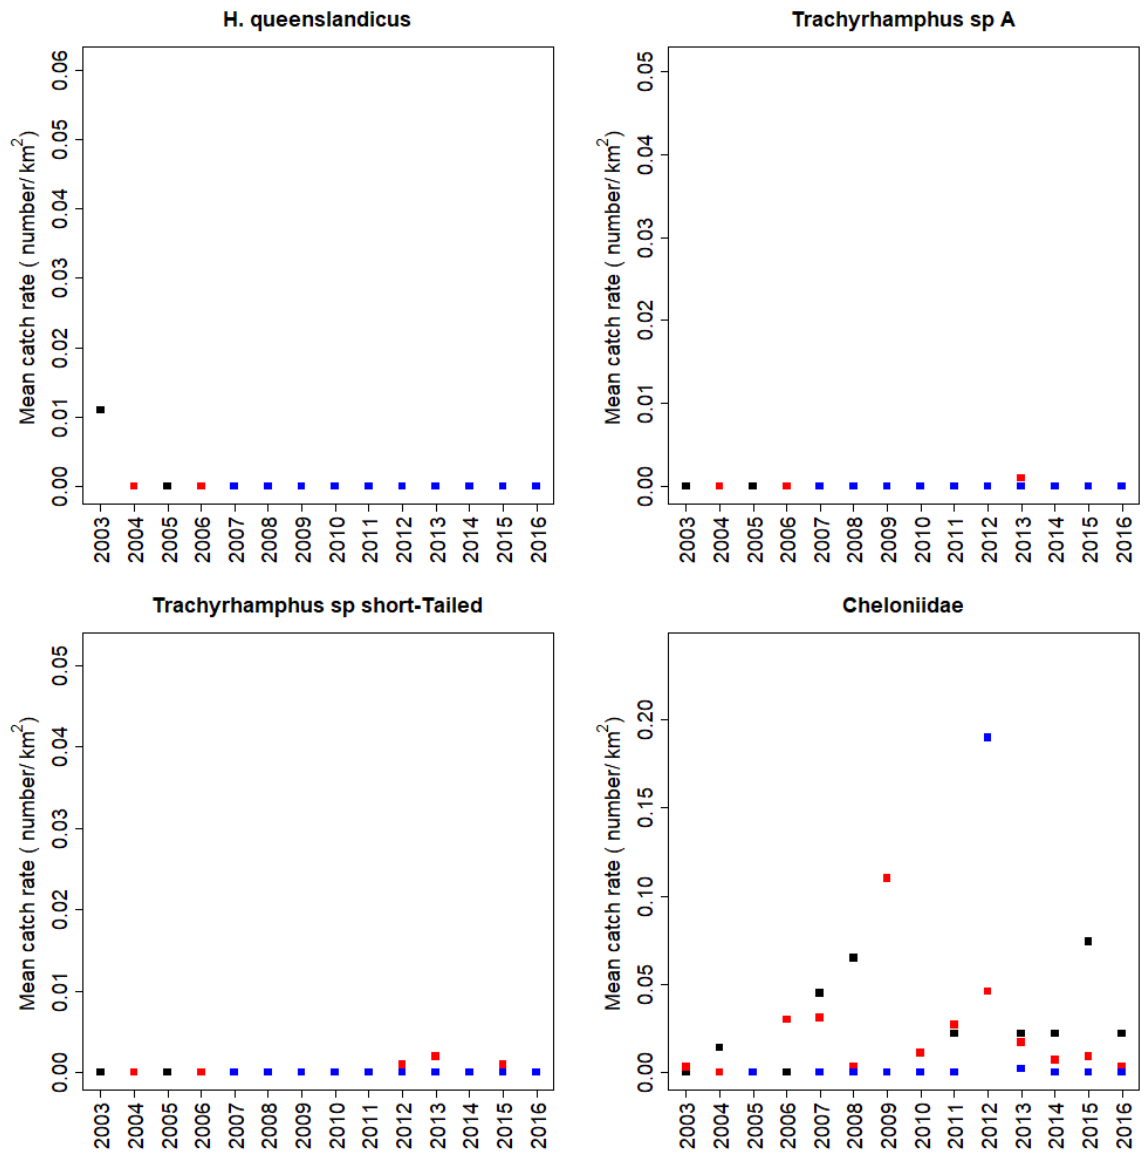 H. queenslandicus
Mean catch rate ( number/ km²)
0.00 0.01 0.02 0.03 0.04 0.05 0.06
2003 2004 2005 2006 2007 2008 2009 2010 2011 2012 2013 2014 2015 2016
Trachyrhamphus sp A
Mean catch rate ( number/ km²)
0.00 0.01 0.02 0.03 0.04 0.05
2003 2004 2005 2006 2007 2008 2009 2010 2011 2012 2013 2014 2015 2016
Trachyrhamphus sp short-Tailed
Mean catch rate ( number/ km²)
0.00 0.01 0.02 0.03 0.04 0.05
2003 2004 2005 2006 2007 2008 2009 2010 2011 2012 2013 2014 2015 2016
Cheloniidae
Mean catch rate ( number/ km²)
0.00 0.05 0.10 0.15 0.20
2003 2004 2005 2006 2007 2008 2009 2010 2011 2012 2013 2014 2015 2016